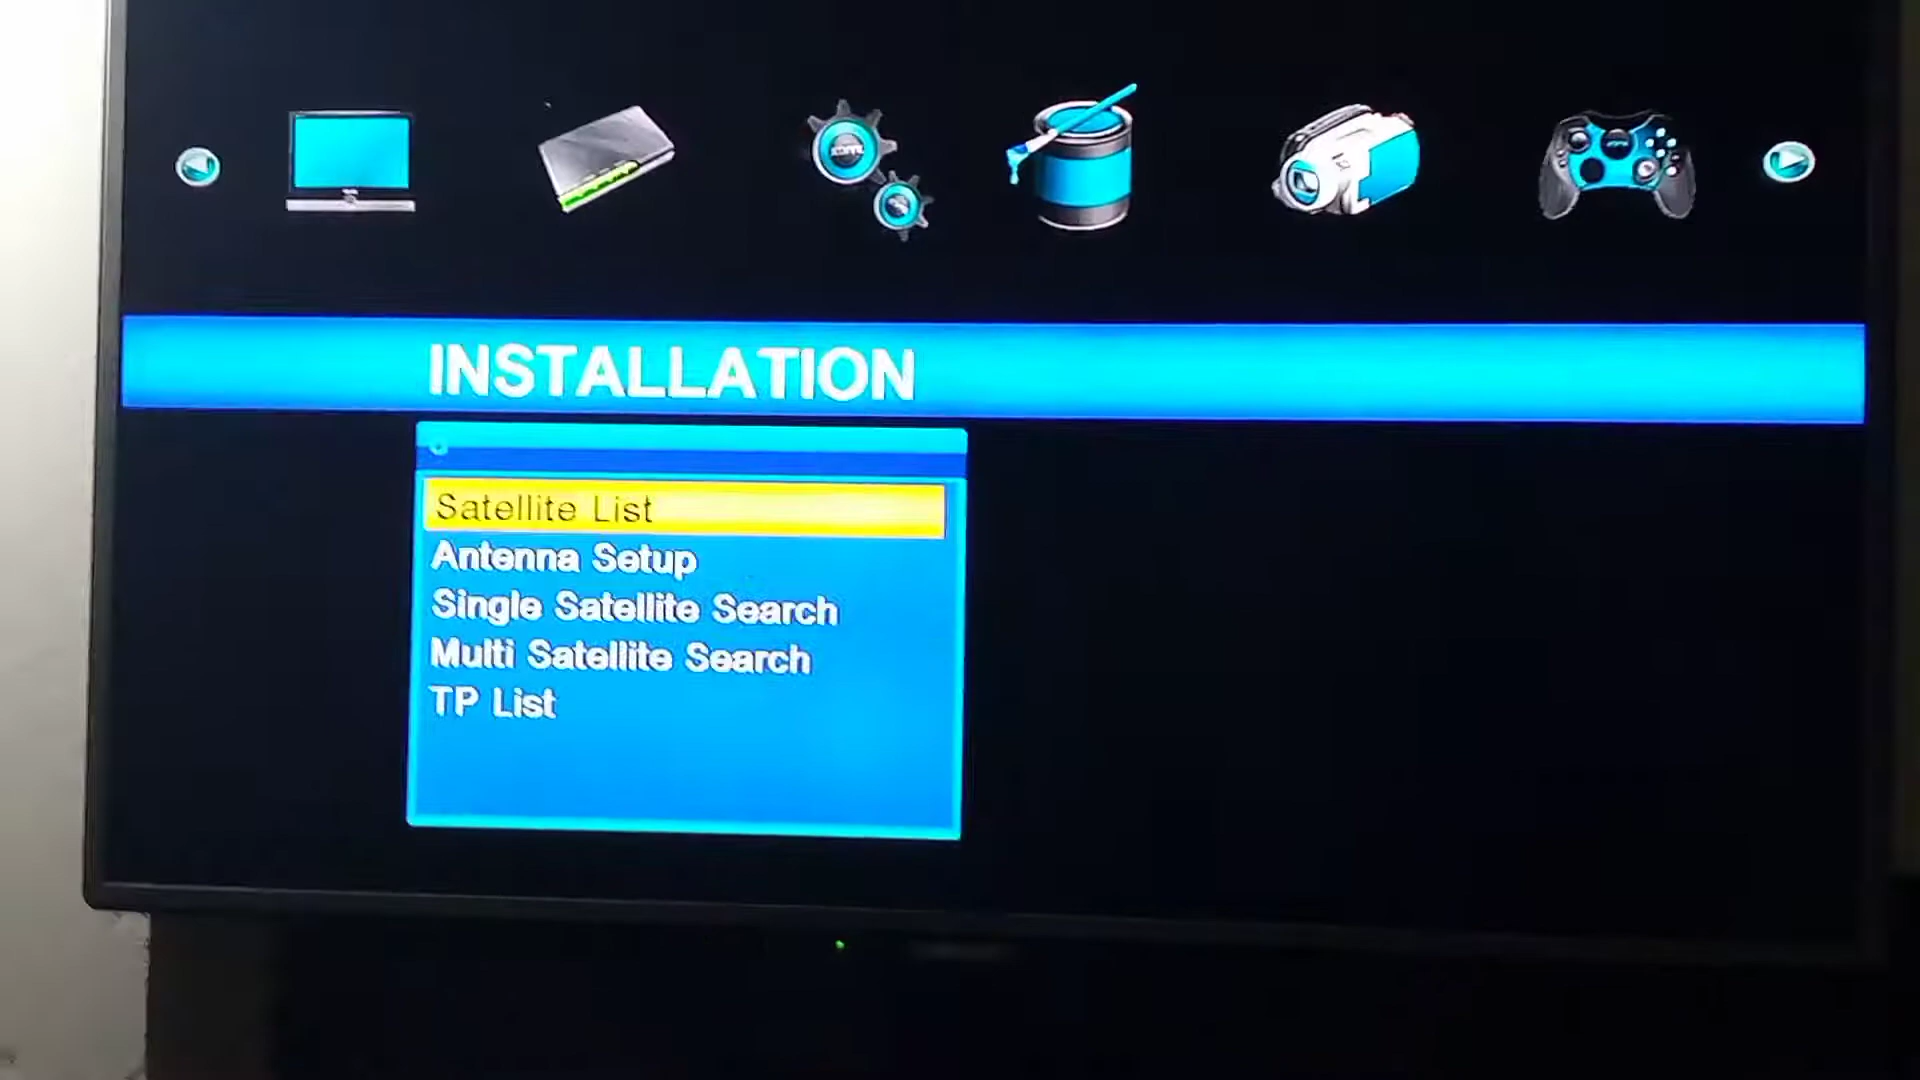 INSTALLATION
Satellite List
Antenna Setup
Single Satellite Search
Multi Satellite Search
TP List